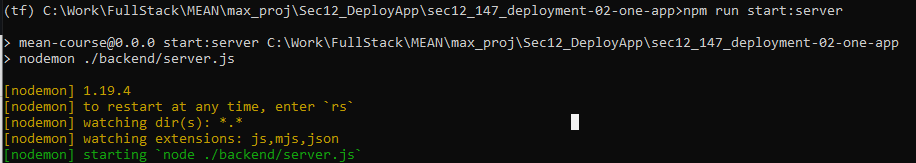 (tf) C:\Work\FullStack\MEAN\max_proj\Sec12_DeployApp\sec12_147_deployment-02-one-app>npm run start:server
> mean-course@0.0.0 start:server C:\Work\FullStack\MEAN\max_proj\Sec12_DeployApp\sec12_147_deployment-02-one-app
> nodemon ./backend/server.js
[nodemon] 1.19.4
[nodemon] to restart at any time, enter `rs`
[nodemon] watching dir(s): *.*
[nodemon] watching extensions: js,mjs,json
[nodemon] starting `node ./backend/server.js`